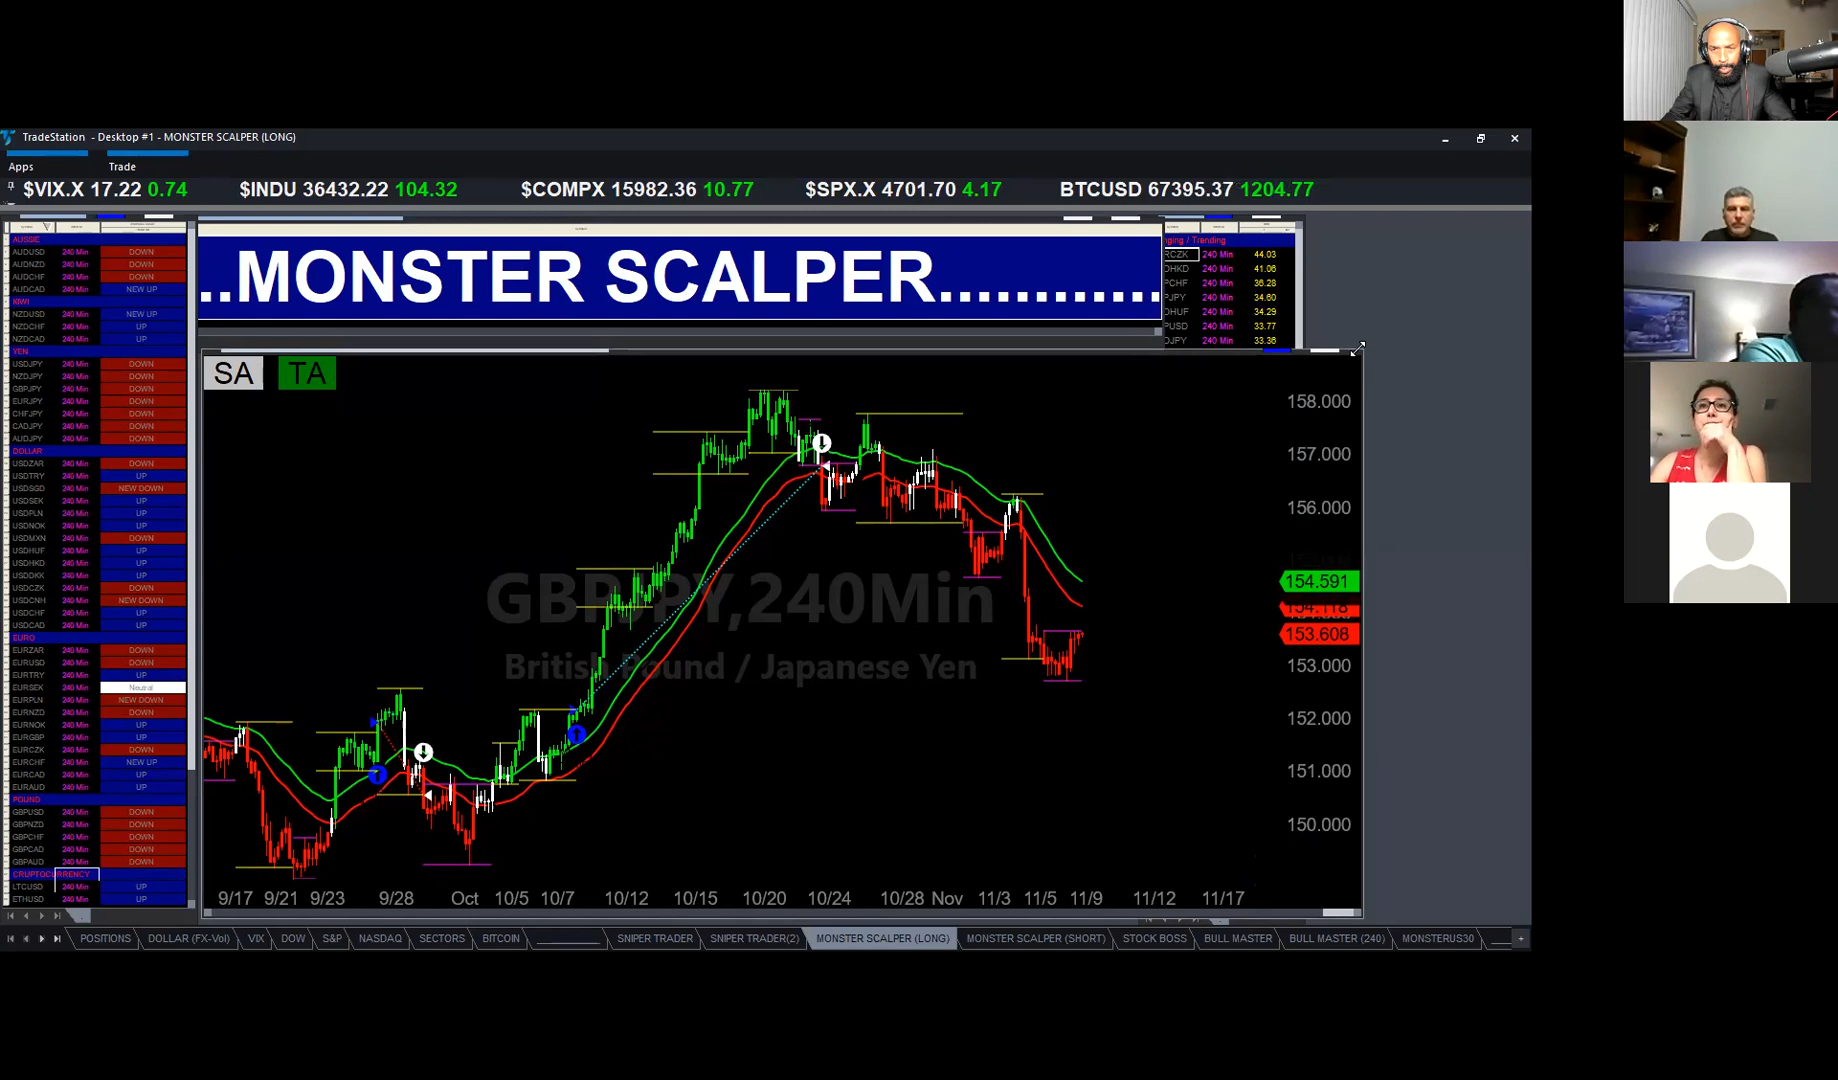 TradeStation - Desktop #1 - MONSTER SCALPER (LONG)
Apps Trade
$VIX.X 17.22 0.74 $INDU 36432.22 104.32 $COMPX 15982.36 10.77 $SPX.X 4701.70 4.17 BTCUSD 67395.37 1204.77
..MONSTER SCALPER............
AUSSIE
AUDUSD 240 Min DOWN
AUDNZD 240 Min DOWN
AUDCHF 240 Min DOWN
AUDCAD 240 Min NEW UP
KIWI
NZDUSD 240 Min NEW UP
NZDCHF 240 Min UP
NZDCAD 240 Min UP
YEN
USDJPY 240 Min DOWN
NZDJPY 240 Min DOWN
GBPJPY 240 Min DOWN
EURJPY 240 Min DOWN
CHFJPY 240 Min DOWN
CADJPY 240 Min DOWN
AUDJPY 240 Min DOWN
DOLLAR
USDZAR 240 Min DOWN
USDTRY 240 Min UP
USDSGD 240 Min NEW DOWN
USDSEK 240 Min UP
USDPLN 240 Min UP
USDNOK 240 Min UP
USDMXN 240 Min DOWN
USDHUF 240 Min UP
USDHKD 240 Min UP
USDDKK 240 Min UP
USDCZK 240 Min DOWN
USDCNH 240 Min NEW DOWN
USDCHF 240 Min UP
USDCAD 240 Min UP
EURO
EURZAR 240 Min DOWN
EURUSD 240 Min DOWN
EURTRY 240 Min UP
EURSEK 240 Min Neutral
EURPLN 240 Min NEW DOWN
EURNZD 240 Min DOWN
EURNOK 240 Min UP
EURGBP 240 Min UP
EURCZK 240 Min DOWN
EURCHF 240 Min NEW UP
EURCAD 240 Min UP
EURAUD 240 Min UP
POUND
GBPUSD 240 Min DOWN
GBPNZD 240 Min DOWN
GBPCHF 240 Min DOWN
GBPCAD 240 Min DOWN
GBPAUD 240 Min DOWN
CRUPTOCURRENCY
LTCUSD 240 Min UP
ETHUSD 240 Min UP
nging / Trending
RCZK 240 Min 44.03
DHKD 240 Min 41.06
PCHF 240 Min 36.28
PJPY 240 Min 34.60
DHUF 240 Min 34.29
PUSD 240 Min 33.77
DJPY 240 Min 33.36
SA TA
GBPJPY,240Min
British Pound / Japanese Yen
158.000
157.000
156.000
154.591
154.118
153.608
153.000
152.000
151.000
150.000
9/17 9/21 9/23 9/28 Oct 10/5 10/7 10/12 10/15 10/20 10/24 10/28 Nov 11/3 11/5 11/9 11/12 11/17
POSITIONS DOLLAR (FX-Vol) VIX DOW S&P NASDAQ SECTORS BITCOIN SNIPER TRADER SNIPER TRADER(2) MONSTER SCALPER (LONG) MONSTER SCALPER (SHORT) STOCK BOSS BULL MASTER BULL MASTER (240) MONSTERUS30